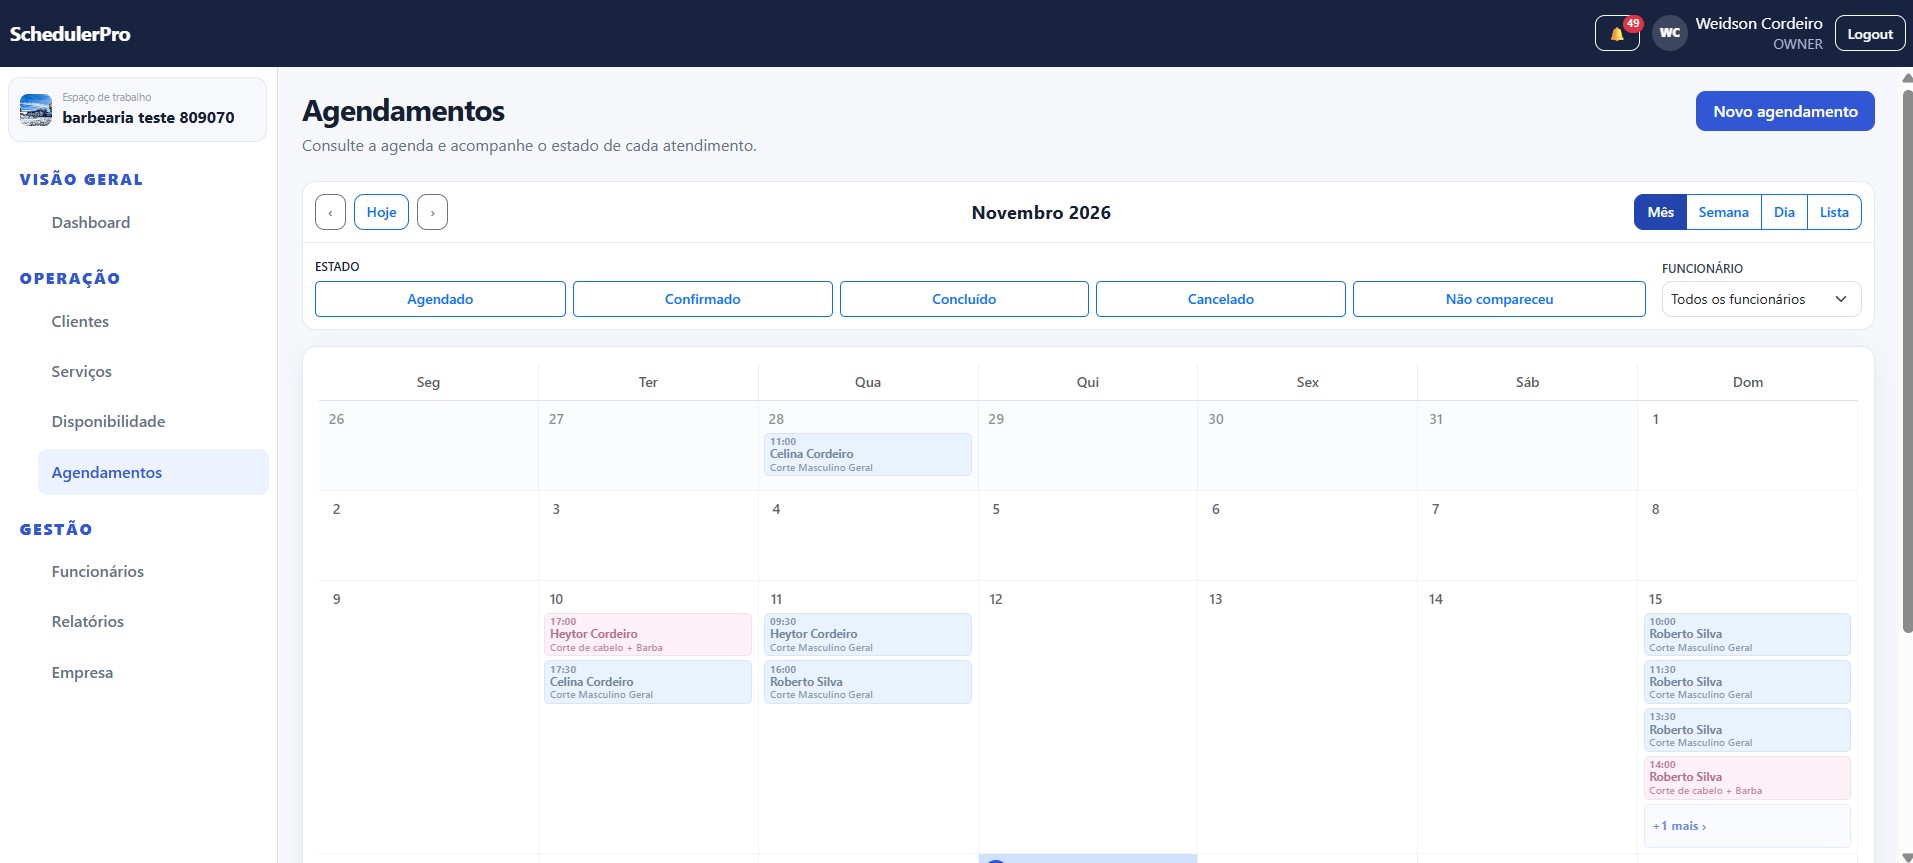 SchedulerPro
49
WC
Weidson Cordeiro
OWNER
Logout
Espaço de trabalho
barbearia teste 809070
VISÃO GERAL
Dashboard
OPERAÇÃO
Clientes
Serviços
Disponibilidade
Agendamentos
GESTÃO
Funcionários
Relatórios
Empresa
Agendamentos
Consulte a agenda e acompanhe o estado de cada atendimento.
Novo agendamento
‹ Hoje ›
Novembro 2026
Mês Semana Dia Lista
ESTADO
Agendado Confirmado Concluído Cancelado Não compareceu
FUNCIONÁRIO
Todos os funcionários
Seg Ter Qua Qui Sex Sáb Dom
26 27 28 29 30 31 1
11:00
Celina Cordeiro
Corte Masculino Geral
2 3 4 5 6 7 8
9 10 11 12 13 14 15
17:00
Heytor Cordeiro
Corte de cabelo + Barba
17:30
Celina Cordeiro
Corte Masculino Geral
09:30
Heytor Cordeiro
Corte Masculino Geral
16:00
Roberto Silva
Corte Masculino Geral
10:00
Roberto Silva
Corte Masculino Geral
11:30
Roberto Silva
Corte Masculino Geral
13:30
Roberto Silva
Corte Masculino Geral
14:00
Roberto Silva
Corte de cabelo + Barba
+1 mais ›